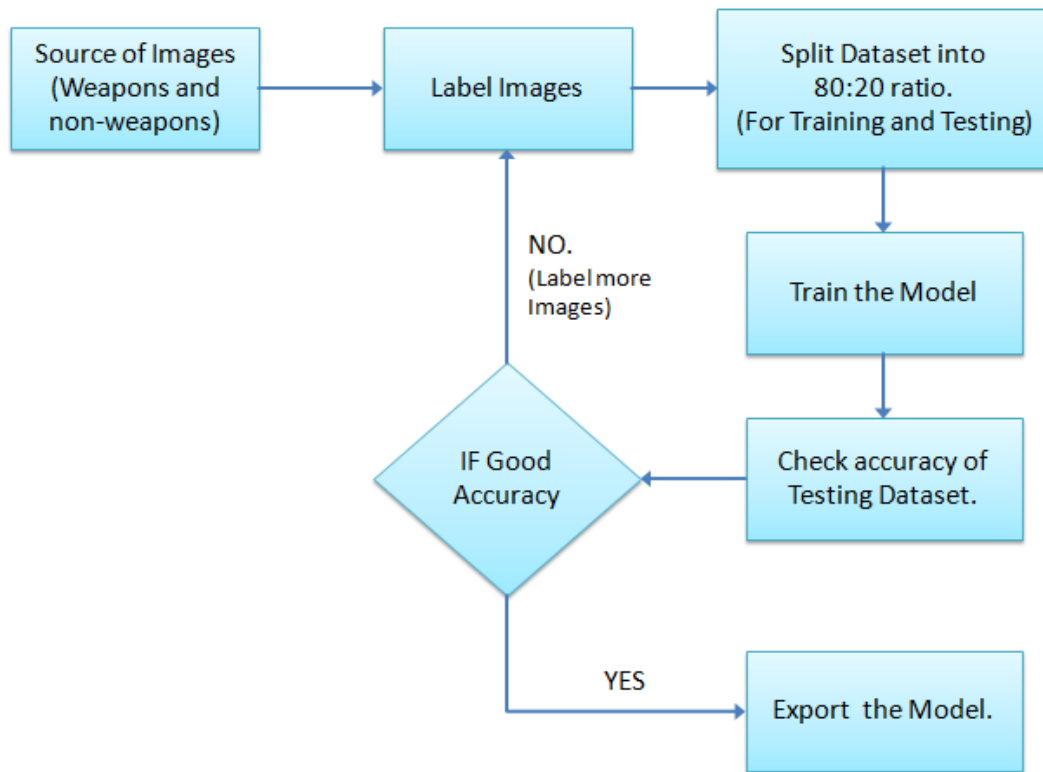 Source of Images
(Weapons and
non-weapons)
Label Images
Split Dataset into
80:20 ratio.
(For Training and Testing)
Train the Model
Check accuracy of
Testing Dataset.
IF Good
Accuracy
NO.
(Label more
Images)
YES
Export the Model.